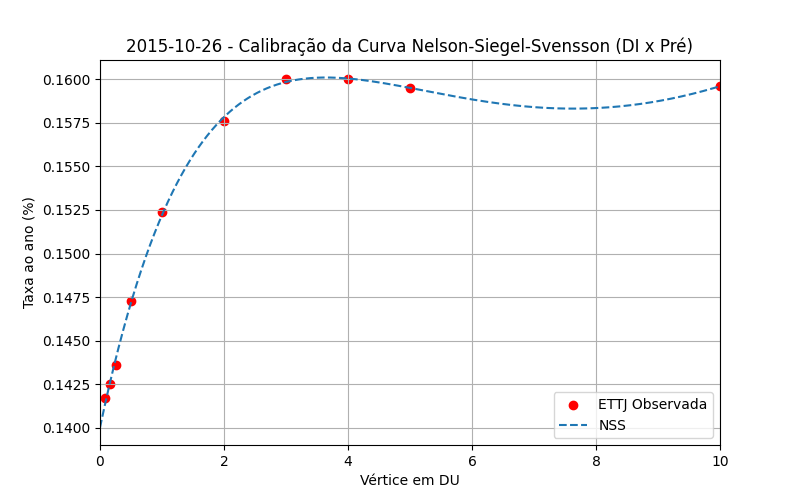 2015-10-26 - Calibração da Curva Nelson-Siegel-Svensson (DI x Pré)
Taxa ao ano (%)
0.1600
0.1575
0.1550
0.1525
0.1500
0.1475
0.1450
0.1425
0.1400
0 2 4 6 8 10
Vértice em DU
ETTJ Observada
NSS